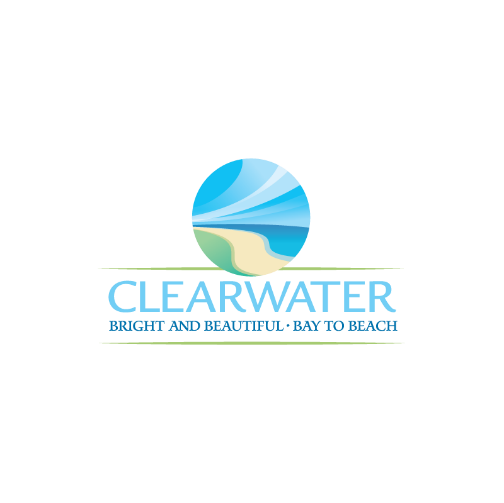 CLEARWATER
BRIGHT AND BEAUTIFUL · BAY TO BEACH